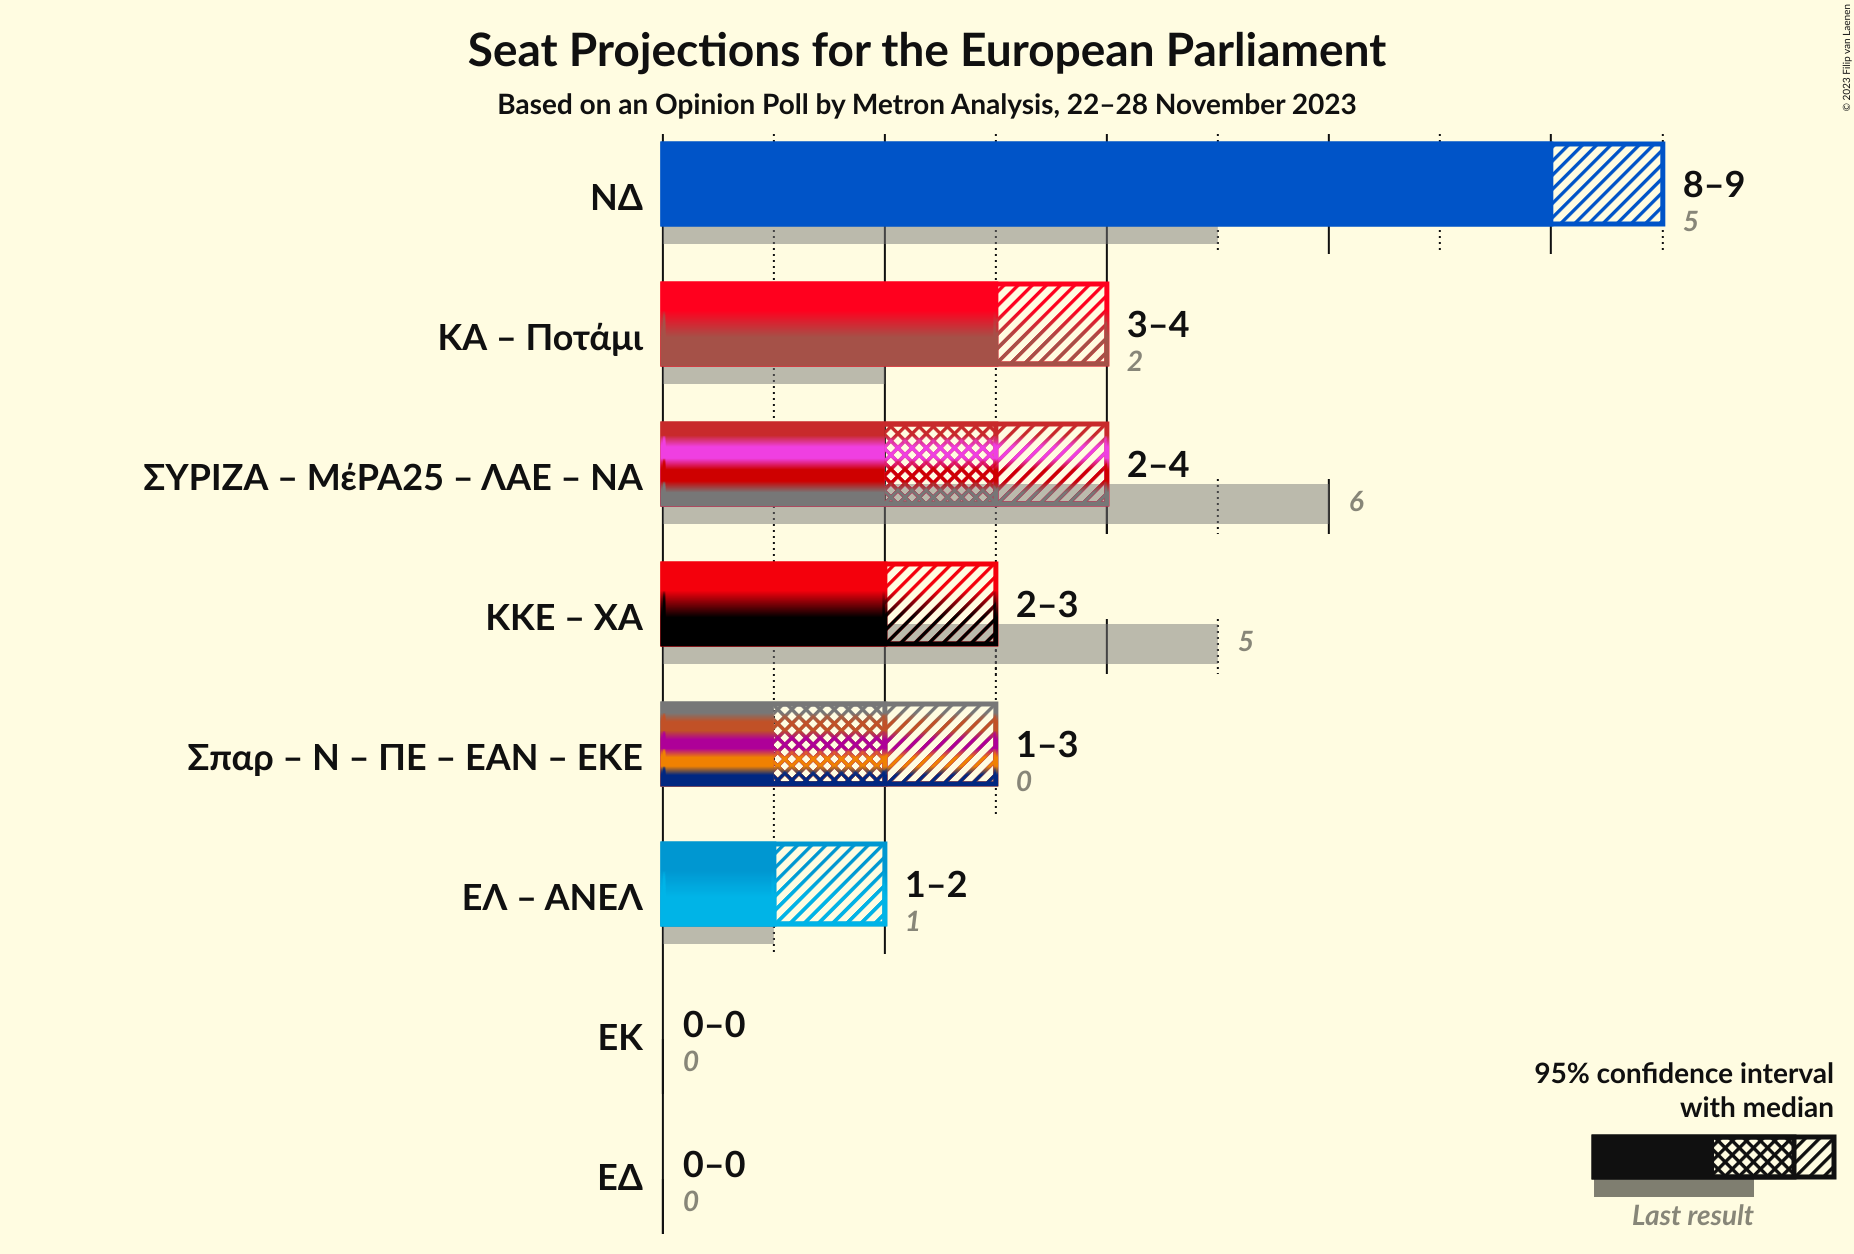 Seat Projections for the European Parliament
Based on an Opinion Poll by Metron Analysis, 22–28 November 2023
© 2023 Filip van Laenen
ΝΔ
8–9
5
ΚΑ – Ποτάμι
3–4
2
ΣΥΡΙΖΑ – ΜέΡΑ25 – ΛΑΕ – ΝΑ
2–4
6
ΚΚΕ – ΧΑ
2–3
5
Σπαρ – Ν – ΠΕ – ΕΑΝ – ΕΚΕ
1–3
0
ΕΛ – ΑΝΕΛ
1–2
1
ΕΚ
0–0
0
ΕΔ
0–0
0
95% confidence interval
with median
Last result